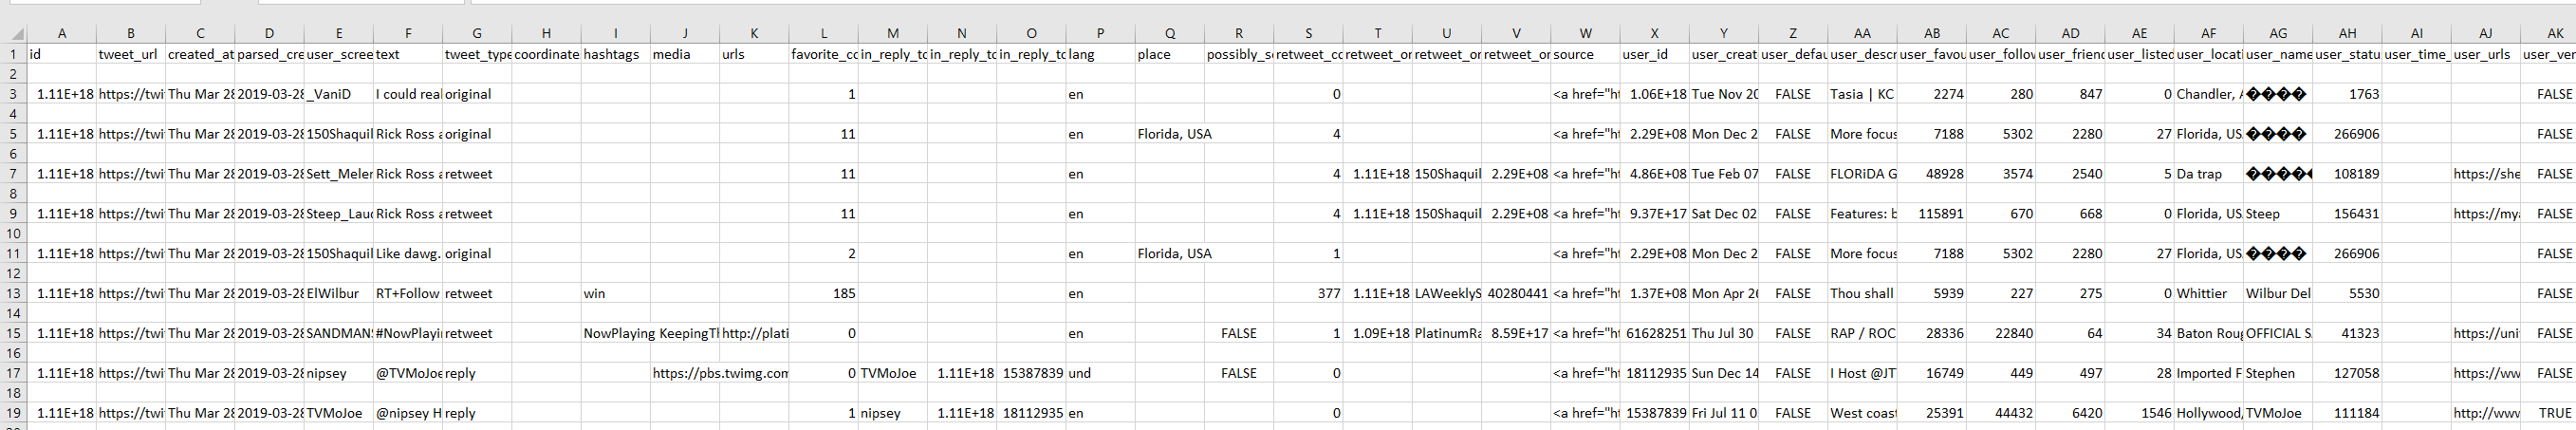 A B C D E F G H I J K L M N O P Q R S T U V W X Y Z AA AB AC AD AE AF AG AH AI AJ AK
1 id tweet_url created_at parsed_cre user_scree text tweet_type coordinate hashtags media urls favorite_co in_reply_to in_reply_to in_reply_to lang place possibly_se retweet_co retweet_or retweet_or retweet_or source user_id user_creat user_defau user_descr user_favou user_follow user_friend user_listed user_locati user_name user_statu user_time_ user_urls user_ver
2
3 1.11E+18 https://twi Thu Mar 28 2019-03-28 _VaniD I could real original 1 en 0 <a href="ht 1.06E+18 Tue Nov 20 FALSE Tasia | KC 2274 280 847 0 Chandler, A ���� 1763 FALSE
4
5 1.11E+18 https://twi Thu Mar 28 2019-03-28 150Shaquil Rick Ross a original 11 en Florida, USA 4 <a href="ht 2.29E+08 Mon Dec 2 FALSE More focus 7188 5302 2280 27 Florida, US ���� 266906 FALSE
6
7 1.11E+18 https://twi Thu Mar 28 2019-03-28 Sett_Meler Rick Ross a retweet 11 en 4 1.11E+18 150Shaquil 2.29E+08 <a href="ht 4.86E+08 Tue Feb 07 FALSE FLORiDA G 48928 3574 2540 5 Da trap ����� 108189 https://she FALSE
8
9 1.11E+18 https://twi Thu Mar 28 2019-03-28 Steep_Lauc Rick Ross a retweet 11 en 4 1.11E+18 150Shaquil 2.29E+08 <a href="ht 9.37E+17 Sat Dec 02 FALSE Features: b 115891 670 668 0 Florida, US Steep 156431 https://my FALSE
10
11 1.11E+18 https://twi Thu Mar 28 2019-03-28 150Shaquil Like dawg. original 2 en Florida, USA 1 <a href="ht 2.29E+08 Mon Dec 2 FALSE More focus 7188 5302 2280 27 Florida, US ���� 266906 FALSE
12
13 1.11E+18 https://twi Thu Mar 28 2019-03-28 ElWilbur RT+Follow retweet win 185 en 377 1.11E+18 LAWeeklyS 40280441 <a href="ht 1.37E+08 Mon Apr 26 FALSE Thou shall 5939 227 275 0 Whittier Wilbur Del 5530 FALSE
14
15 1.11E+18 https://twi Thu Mar 28 2019-03-28 SANDMANS #NowPlayi retweet NowPlaying KeepingTh http://plati 0 en FALSE 1 1.09E+18 PlatinumRa 8.59E+17 <a href="ht 61628251 Thu Jul 30 FALSE RAP / ROC 28336 22840 64 34 Baton Roug OFFICIAL S 41323 https://uni FALSE
16
17 1.11E+18 https://twi Thu Mar 28 2019-03-28 nipsey @TVMoJoe reply https://pbs.twimg.com 0 TVMoJoe 1.11E+18 15387839 und FALSE 0 <a href="ht 18112935 Sun Dec 14 FALSE I Host @JT 16749 449 497 28 Imported F Stephen 127058 https://ww FALSE
18
19 1.11E+18 https://twi Thu Mar 28 2019-03-28 TVMoJoe @nipsey H reply 1 nipsey 1.11E+18 18112935 en 0 <a href="ht 15387839 Fri Jul 11 0 FALSE West coast 25391 44432 6420 1546 Hollywood, TVMoJoe 111184 http://www TRUE